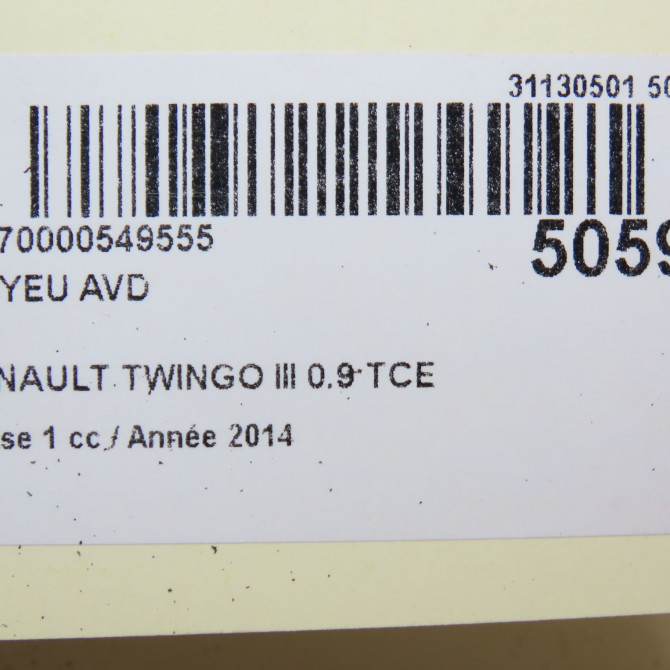 31130501 50
70000549555
5059
YEU AVD
NAULT TWINGO III 0.9 TCE
se 1 cc / Année 2014